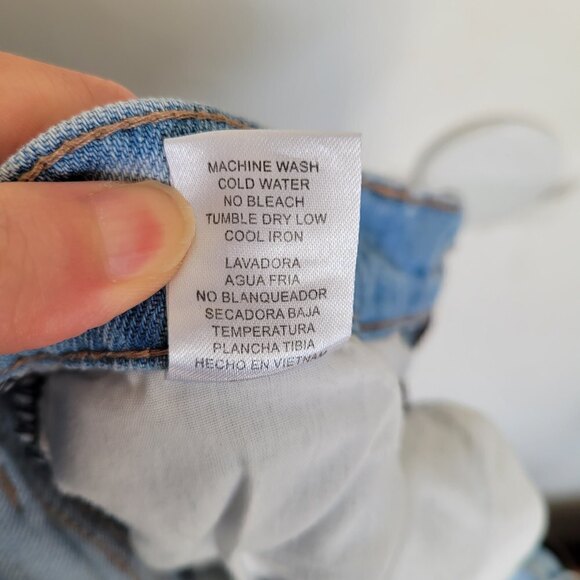 MACHINE WASH
COLD WATER
NO BLEACH
TUMBLE DRY LOW
COOL IRON
LAVADORA
AGUA FRIA
NO BLANQUEADOR
SECADORA BAJA
TEMPERATURA
PLANCHA TIBIA
HECHO EN VIETNAM